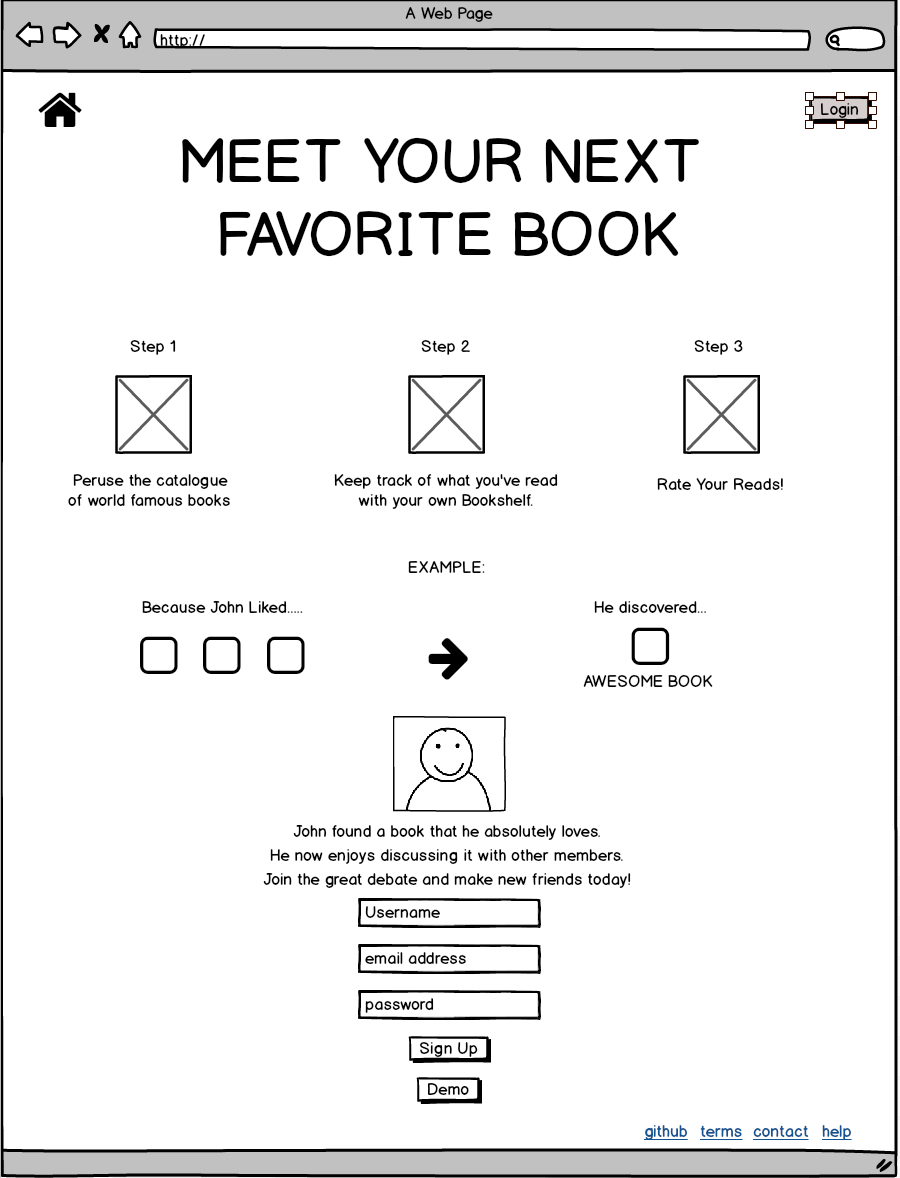 A Web Page
http://
Login
MEET YOUR NEXT
FAVORITE BOOK
Step 1
Step 2
Step 3
Peruse the catalogue
of world famous books
Keep track of what you've read
with your own Bookshelf.
Rate Your Reads!
EXAMPLE:
Because John Liked.....
He discovered...
AWESOME BOOK
John found a book that he absolutely loves.
He now enjoys discussing it with other members.
Join the great debate and make new friends today!
Username
email address
password
Sign Up
Demo
github terms contact help